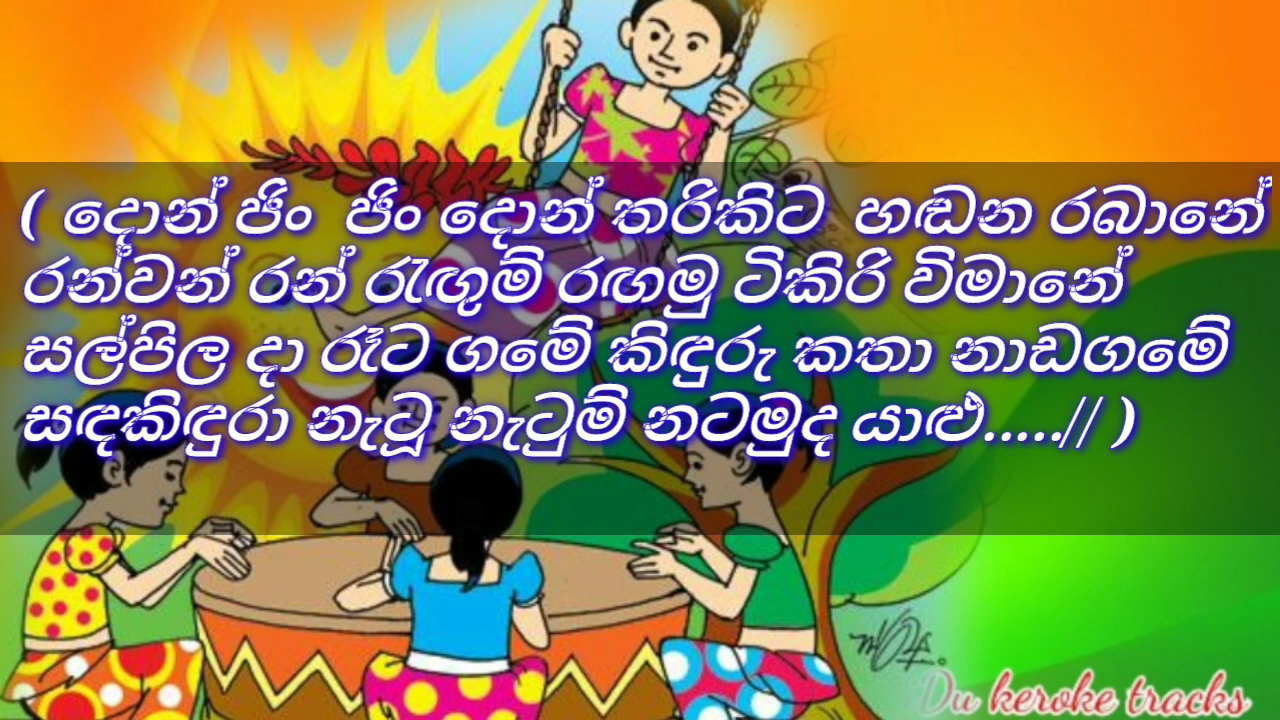 ( දොන් ජිං ජිං දොන් තරිකිට හඬන රබානේ
රන්වන් රන් රැඟුම් රඟමු ටිකිරි විමානේ
සල්පිල දා රෑට ගමේ කිඳුරු කතා නාඩගමේ
සඳකිඳුරා නැටූ නැටුම් නටමුද යාළු.....// )
Du keroke tracks